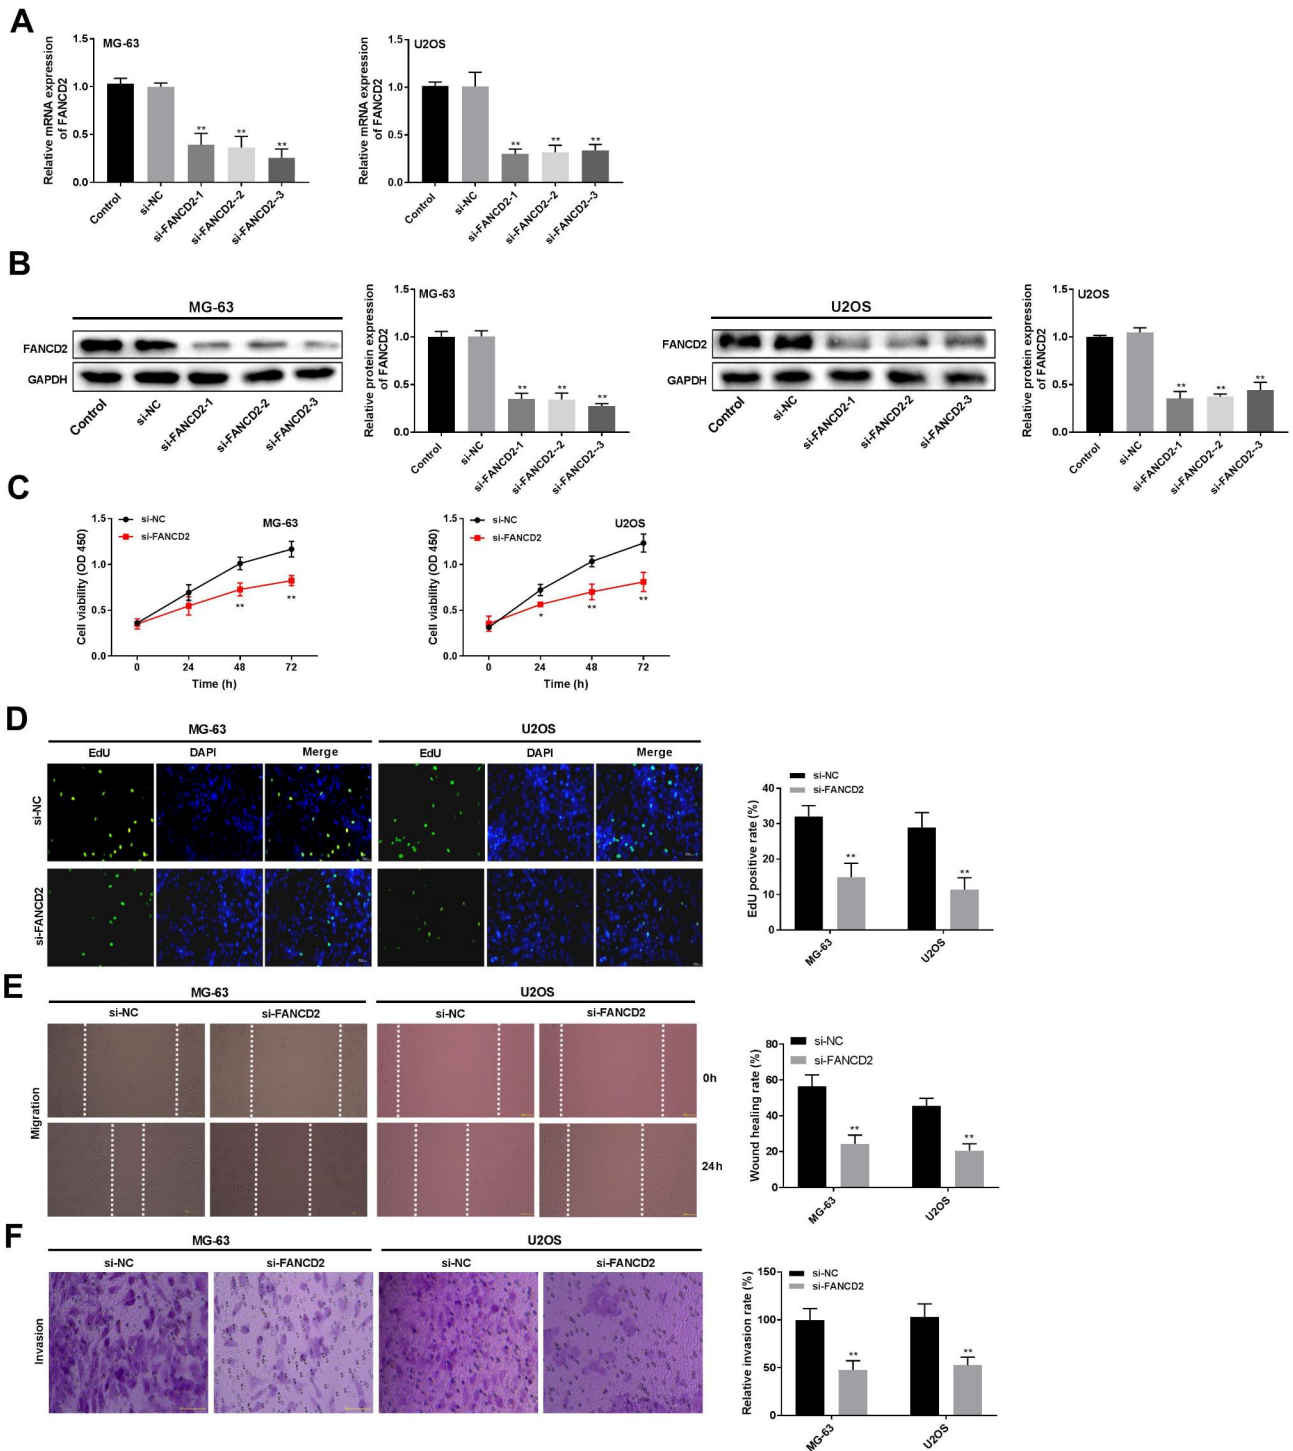 A
MG-63
Relative mRNA expression
of FANCD2
1.5
1.0
0.5
0.0
**
**
**
Control
si-NC
si-FANCD2-1
si-FANCD2--2
si-FANCD2--3
U2OS
Relative mRNA expression
of FANCD2
1.5
1.0
0.5
0.0
**
**
**
Control
si-NC
si-FANCD2-1
si-FANCD2--2
si-FANCD2--3
B
MG-63
FANCD2
GAPDH
Control
si-NC
si-FANCD2-1
si-FANCD2-2
si-FANCD2-3
MG-63
Relative protein expression
of FANCD2
1.5
1.0
0.5
0.0
**
**
**
Control
si-NC
si-FANCD2-1
si-FANCD2--2
si-FANCD2--3
U2OS
FANCD2
GAPDH
Control
si-NC
si-FANCD2-1
si-FANCD2-2
si-FANCD2-3
U2OS
Relative protein expression
of FANCD2
1.5
1.0
0.5
0.0
**
**
**
Control
si-NC
si-FANCD2-1
si-FANCD2--2
si-FANCD2--3
C
si-NC
si-FANCD2
MG-63
Cell viability (OD 450)
1.5
1.0
0.5
0.0
**
**
0 24 48 72
Time (h)
si-NC
si-FANCD2
U2OS
Cell viability (OD 450)
1.5
1.0
0.5
0.0
*
**
**
0 24 48 72
Time (h)
D
MG-63
U2OS
EdU DAPI Merge EdU DAPI Merge
si-NC
si-FANCD2
si-NC
si-FANCD2
EdU positive rate (%)
40
30
20
10
0
**
**
MG-63
U2OS
E
MG-63
U2OS
si-NC si-FANCD2 si-NC si-FANCD2
Migration
0h
24h
si-NC
si-FANCD2
Wound healing rate (%)
80
60
40
20
0
**
**
MG-63
U2OS
F
MG-63
U2OS
si-NC si-FANCD2 si-NC si-FANCD2
Invasion
si-NC
si-FANCD2
Relative invasion rate (%)
150
100
50
0
**
**
MG-63
U2OS